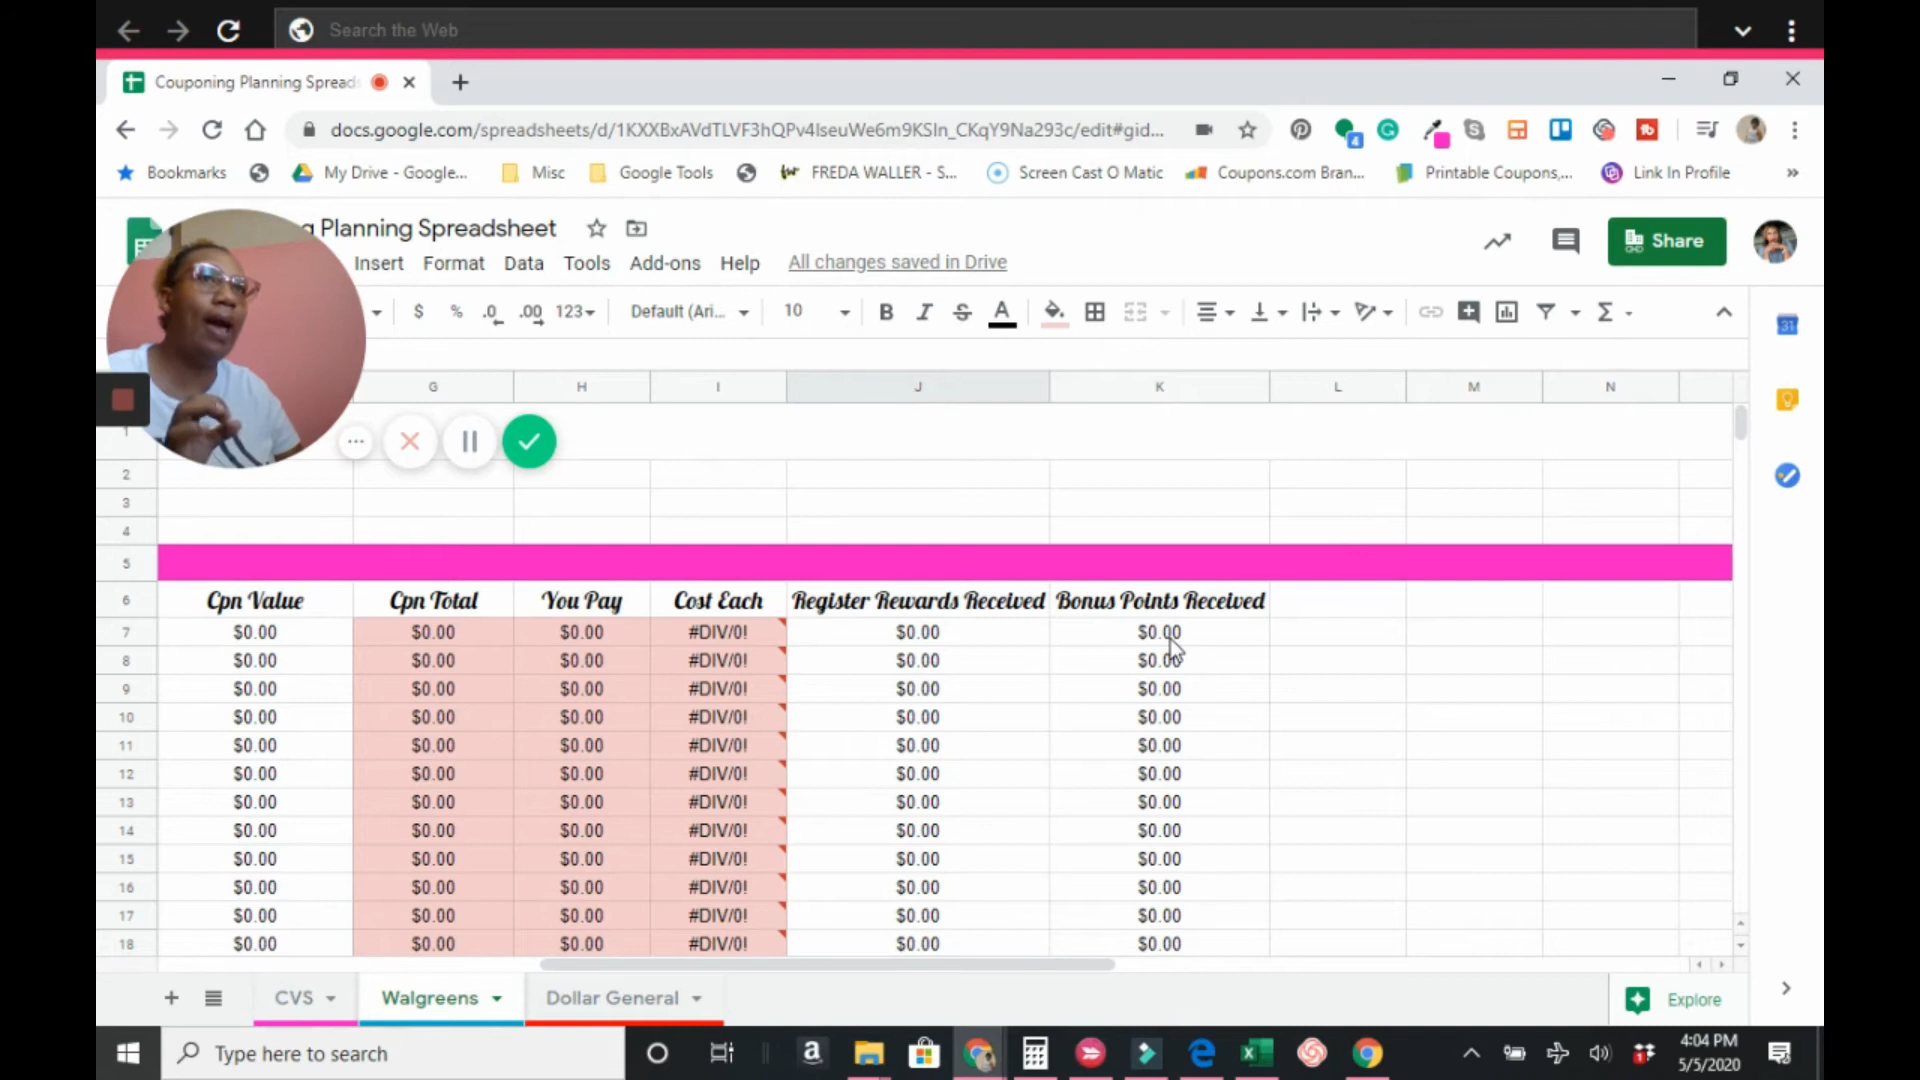 Search the Web
Couponing Planning Spreads
docs.google.com/spreadsheets/d/1KXXBxAVdTLVF3hQPv4IseuWe6m9KSIn_CKqY9Na293c/edit#gid...
4
Bookmarks My Drive - Google... Misc Google Tools FREDA WALLER - S... Screen Cast O Matic Coupons.com Bran... Printable Coupons,... Link In Profile »
g Planning Spreadsheet
Share
Insert Format Data Tools Add-ons Help All changes saved in Drive
$ % .0 .00 123 Default (Ari... 10 B I S A Σ
31
G H I J K L M N
1
2
3
4
5
6 Cpn Value Cpn Total You Pay Cost Each Register Rewards Received Bonus Points Received
7 $0.00 $0.00 $0.00 #DIV/0! $0.00 $0.00
8 $0.00 $0.00 $0.00 #DIV/0! $0.00 $0.00
9 $0.00 $0.00 $0.00 #DIV/0! $0.00 $0.00
10 $0.00 $0.00 $0.00 #DIV/0! $0.00 $0.00
11 $0.00 $0.00 $0.00 #DIV/0! $0.00 $0.00
12 $0.00 $0.00 $0.00 #DIV/0! $0.00 $0.00
13 $0.00 $0.00 $0.00 #DIV/0! $0.00 $0.00
14 $0.00 $0.00 $0.00 #DIV/0! $0.00 $0.00
15 $0.00 $0.00 $0.00 #DIV/0! $0.00 $0.00
16 $0.00 $0.00 $0.00 #DIV/0! $0.00 $0.00
17 $0.00 $0.00 $0.00 #DIV/0! $0.00 $0.00
18 $0.00 $0.00 $0.00 #DIV/0! $0.00 $0.00
CVS Walgreens Dollar General Explore
Type here to search
4:04 PM
5/5/2020